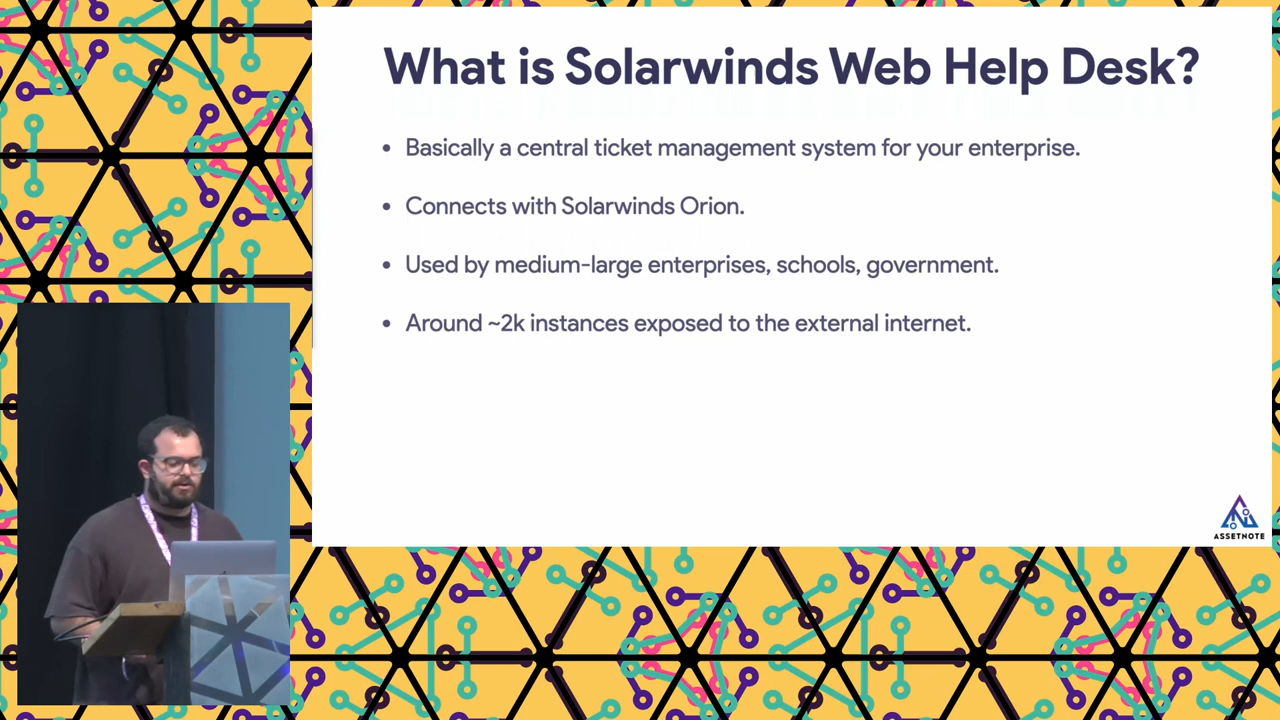 What is Solarwinds Web Help Desk?
• Basically a central ticket management system for your enterprise.
• Connects with Solarwinds Orion.
• Used by medium-large enterprises, schools, government.
• Around ~2k instances exposed to the external internet.
ASSETNOTE